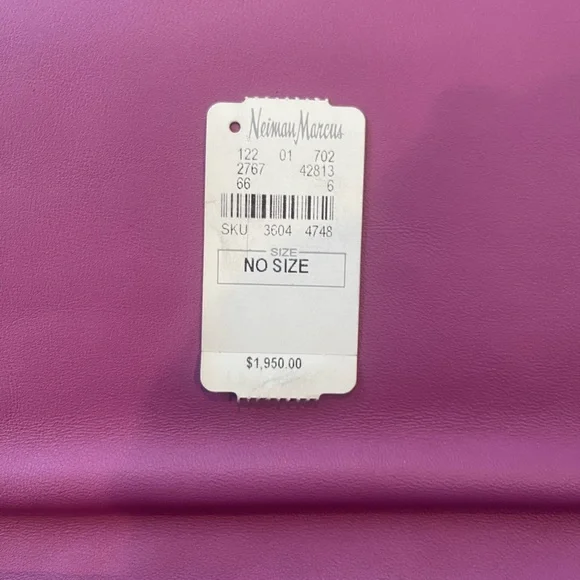 Neiman Marcus
122 01 702
2767 42813
66 6
SKU 3604 4748
SIZE
NO SIZE
$1,950.00